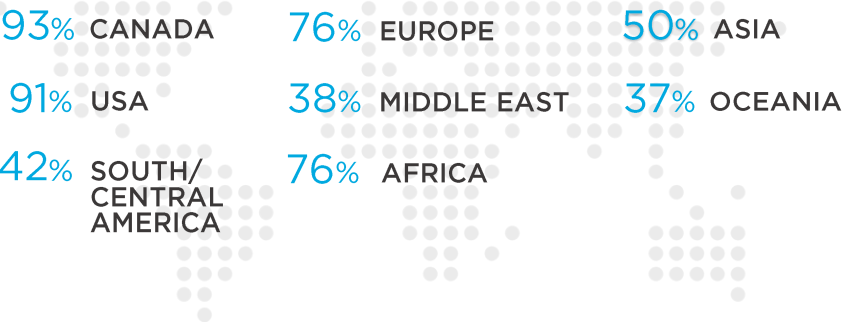 93% CANADA
76% EUROPE
50% ASIA
91% USA
38% MIDDLE EAST
37% OCEANIA
42% SOUTH/
CENTRAL
AMERICA
76% AFRICA